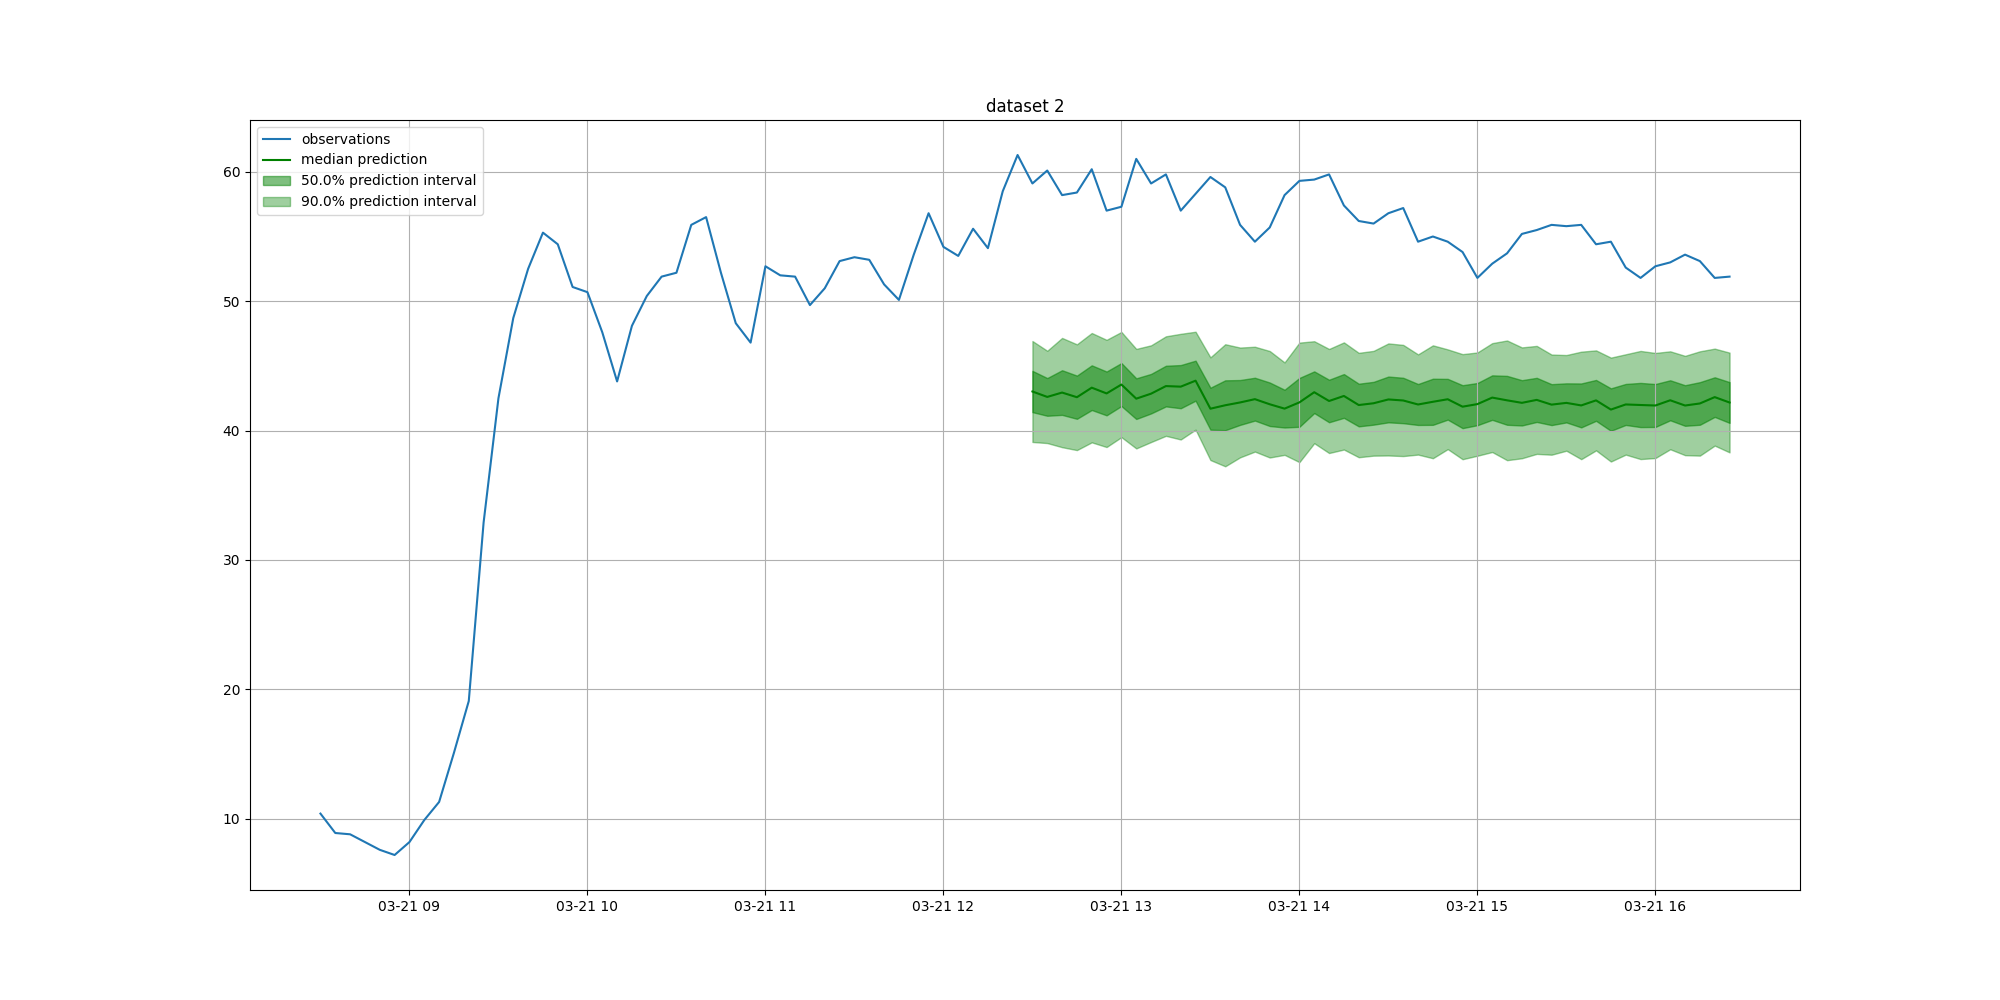 dataset 2
observations
median prediction
50.0% prediction interval
90.0% prediction interval
60
50
40
30
20
10
03-21 09
03-21 10
03-21 11
03-21 12
03-21 13
03-21 14
03-21 15
03-21 16